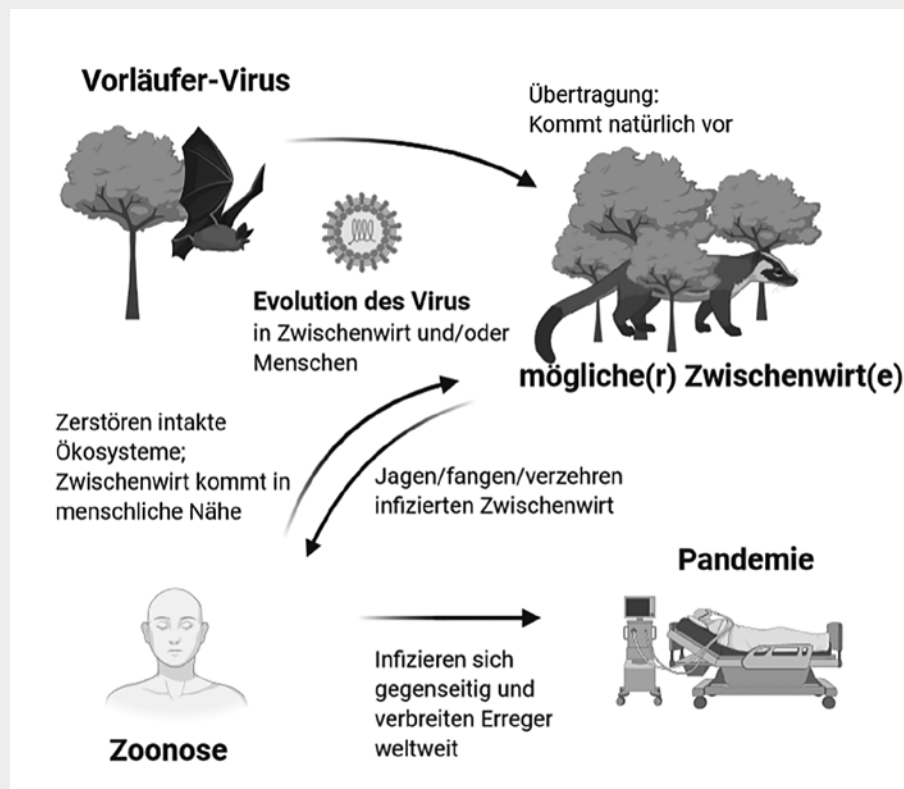 Vorläufer-Virus
Übertragung:
Kommt natürlich vor
Evolution des Virus
in Zwischenwirt und/oder
Menschen
mögliche(r) Zwischenwirt(e)
Zerstören intakte
Ökosysteme;
Zwischenwirt kommt in
menschliche Nähe
Jagen/fangen/verzehren
infizierten Zwischenwirt
Pandemie
Infizieren sich
gegenseitig und
verbreiten Erreger
weltweit
Zoonose